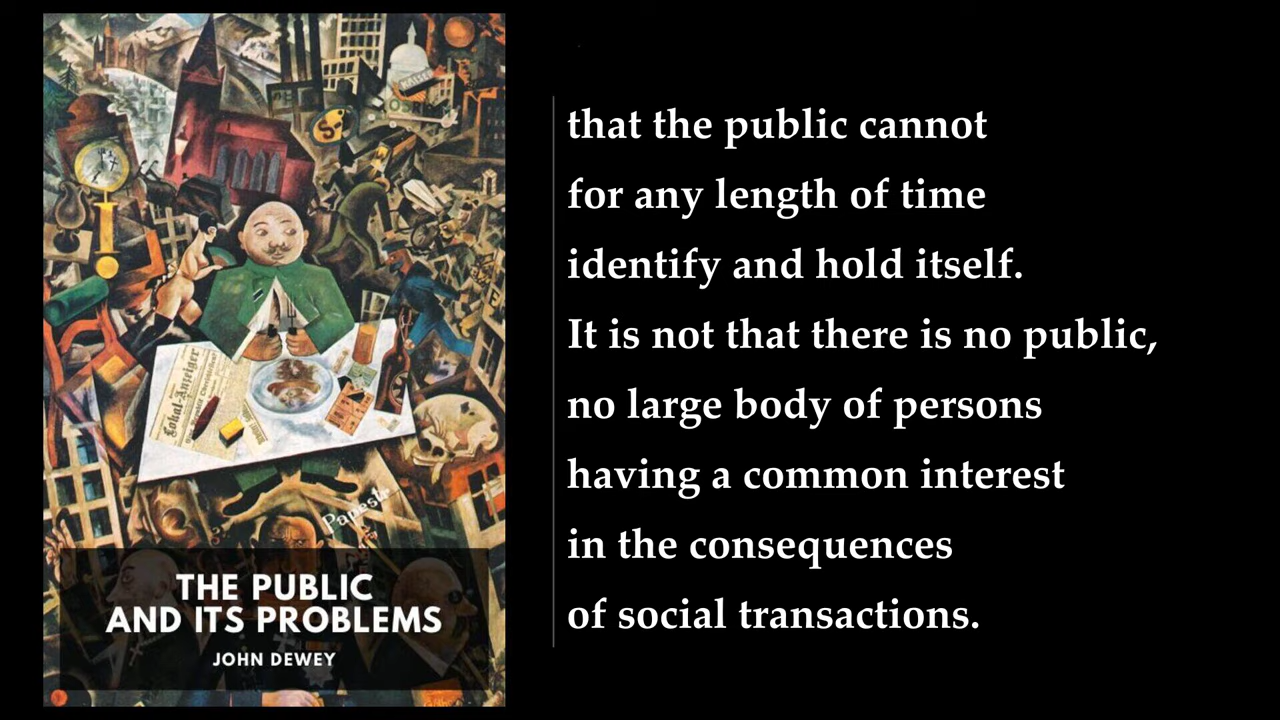 that the public cannot
for any length of time
identify and hold itself.
It is not that there is no public,
no large body of persons
having a common interest
in the consequences
of social transactions.
Lokal-Anzeiger
THE PUBLIC
AND ITS PROBLEMS
JOHN DEWEY